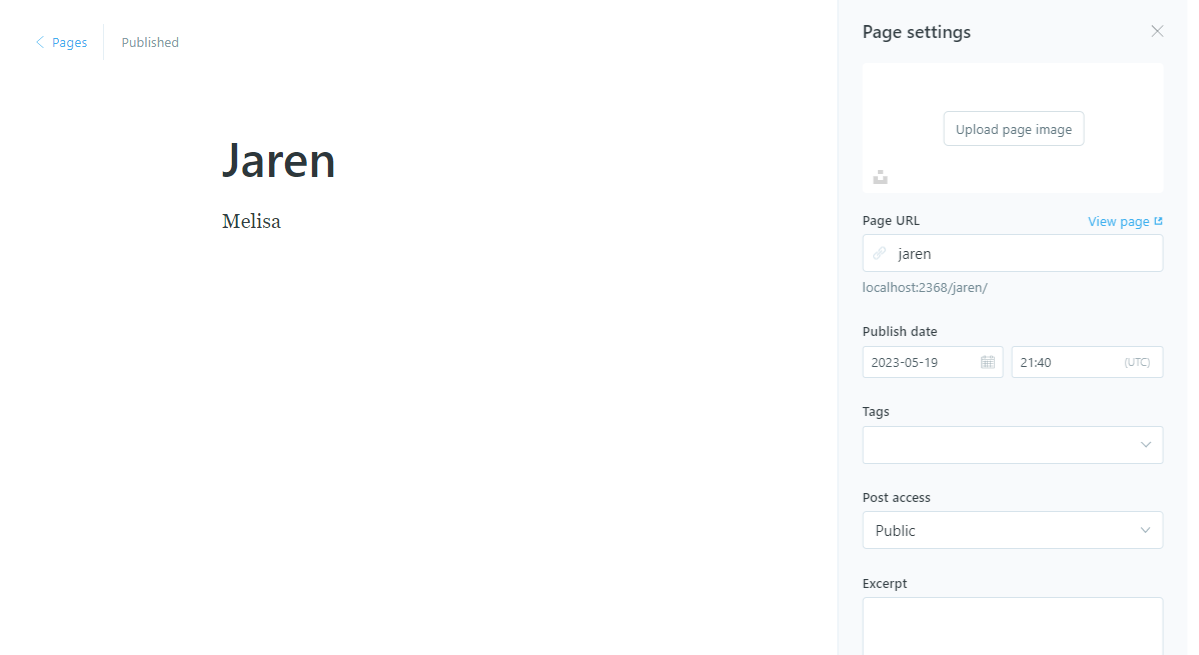 Pages
Published
Jaren
Melisa
Page settings
Upload page image
Page URL
View page
jaren
localhost:2368/jaren/
Publish date
2023-05-19
21:40
(UTC)
Tags
Post access
Public
Excerpt